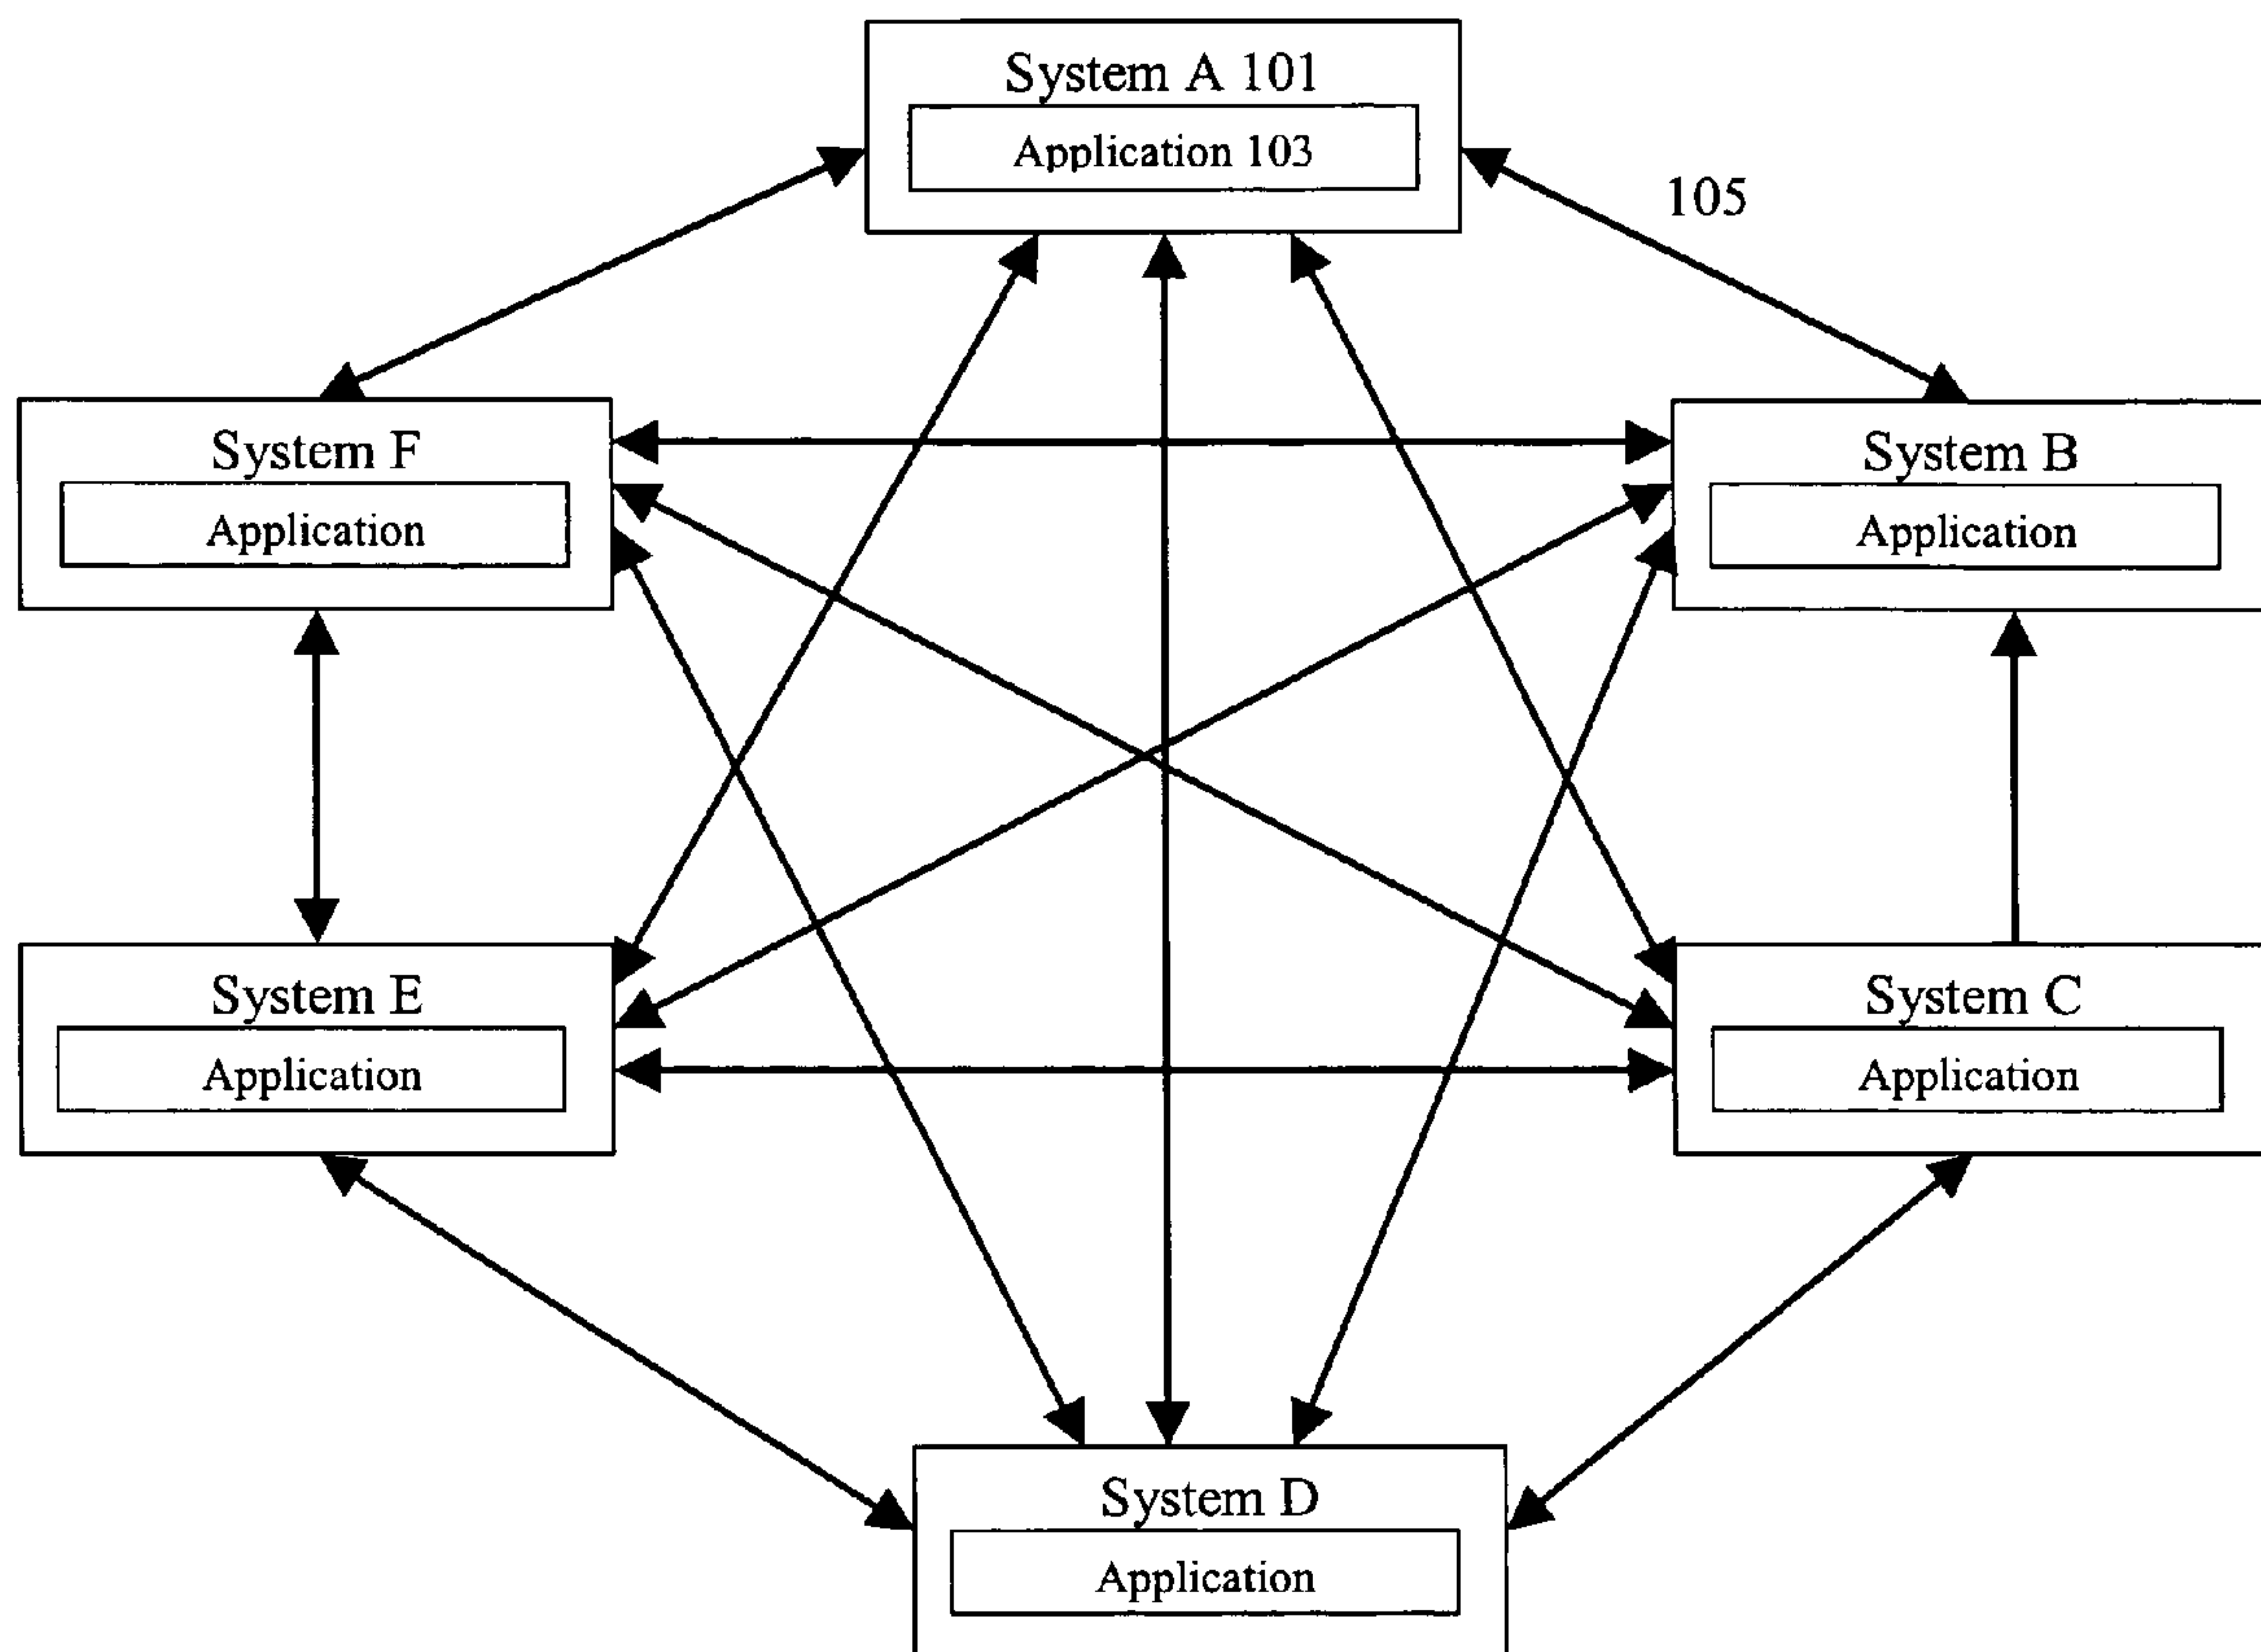 System A 101
Application 103
105
System F
Application
System B
Application
System E
Application
System C
Application
System D
Application